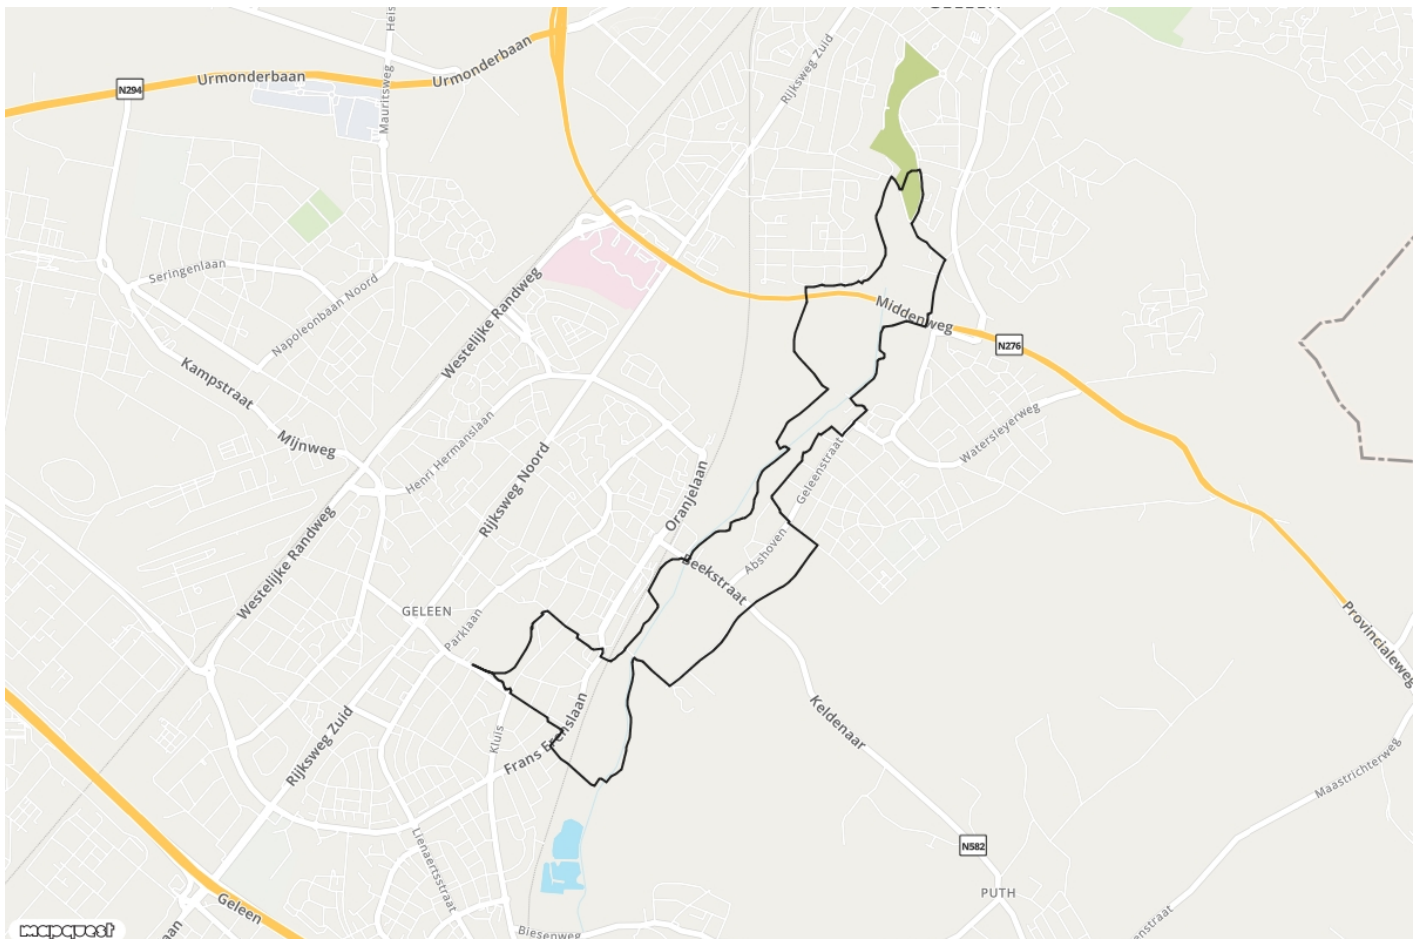 Urmonderbaan
Urmonderbaan
N294
Mauritsweg
Heis
Rijksweg Zuid
Seringenlaan
Napoleonbaan Noord
Westelijke Randweg
Middenweg
N276
Kampstraat
Mijnweg
Henri Hermanslaan
Rijksweg Noord
Watersleyerweg
Geleenstraat
Oranjelaan
Westelijke Randweg
Abshoven
Beekstraat
GELEEN
Parklaan
Provincialeweg
Keldenaar
Kluis
Frans Erenslaan
Rijksweg Zuid
Maastrichterweg
Lienaertsstraat
N582
PUTH
Geleen
aan
enstraat
Biesenweg
mapquest